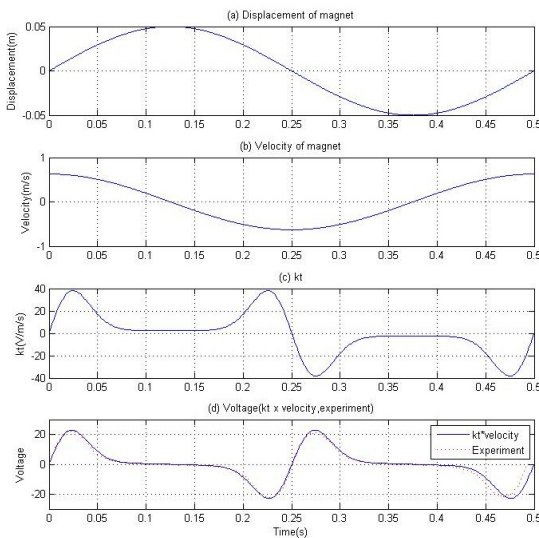 (a) Displacement of magnet
0.05
0
-0.05
Displacement(m)
0 0.05 0.1 0.15 0.2 0.25 0.3 0.35 0.4 0.45 0.5
(b) Velocity of magnet
1
0
-1
Velocity(m/s)
0 0.05 0.1 0.15 0.2 0.25 0.3 0.35 0.4 0.45 0.5
(c) kt
40
20
0
-20
-40
kt(V/m/s)
0 0.05 0.1 0.15 0.2 0.25 0.3 0.35 0.4 0.45 0.5
(d) Voltage(kt x velocity,experiment)
20
0
-20
Voltage
kt*velocity
Experiment
0 0.05 0.1 0.15 0.2 0.25 0.3 0.35 0.4 0.45 0.5
Time(s)